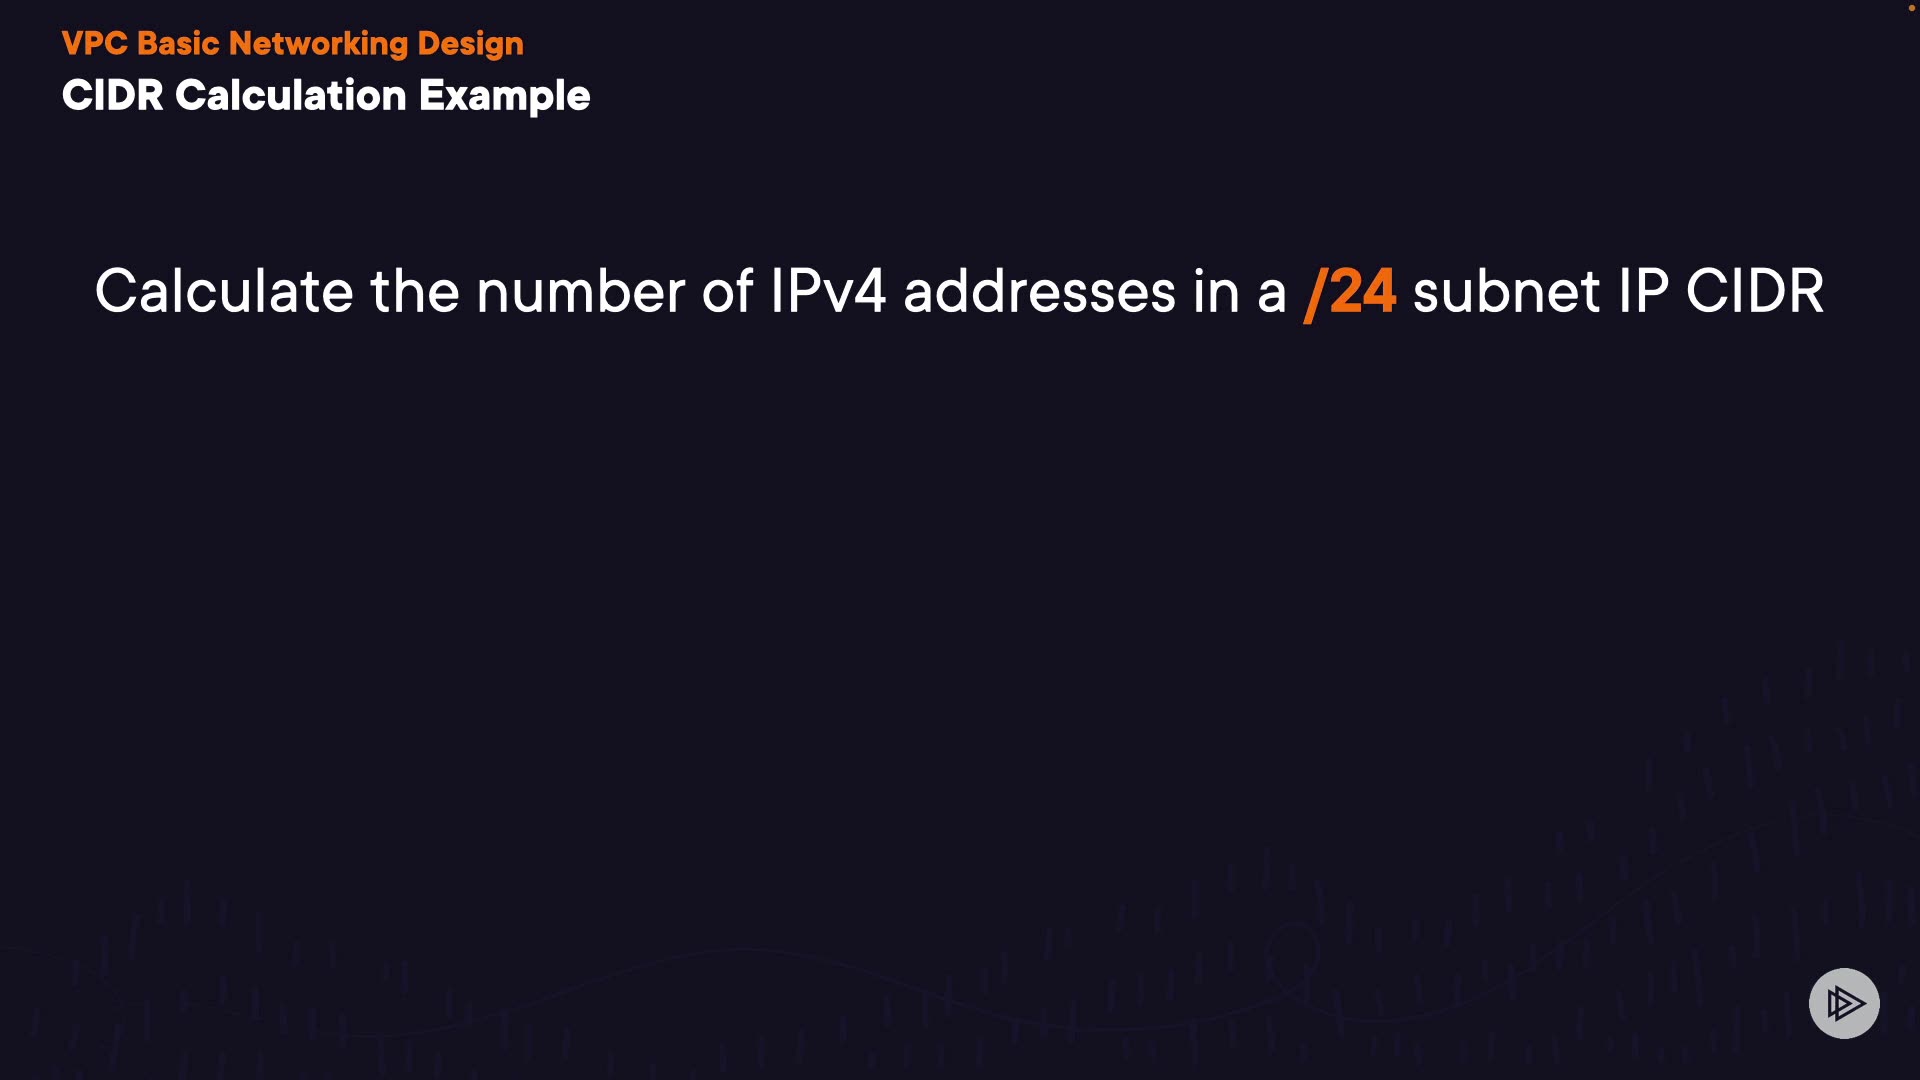 VPC Basic Networking Design
CIDR Calculation Example
Calculate the number of IPv4 addresses in a /24 subnet IP CIDR